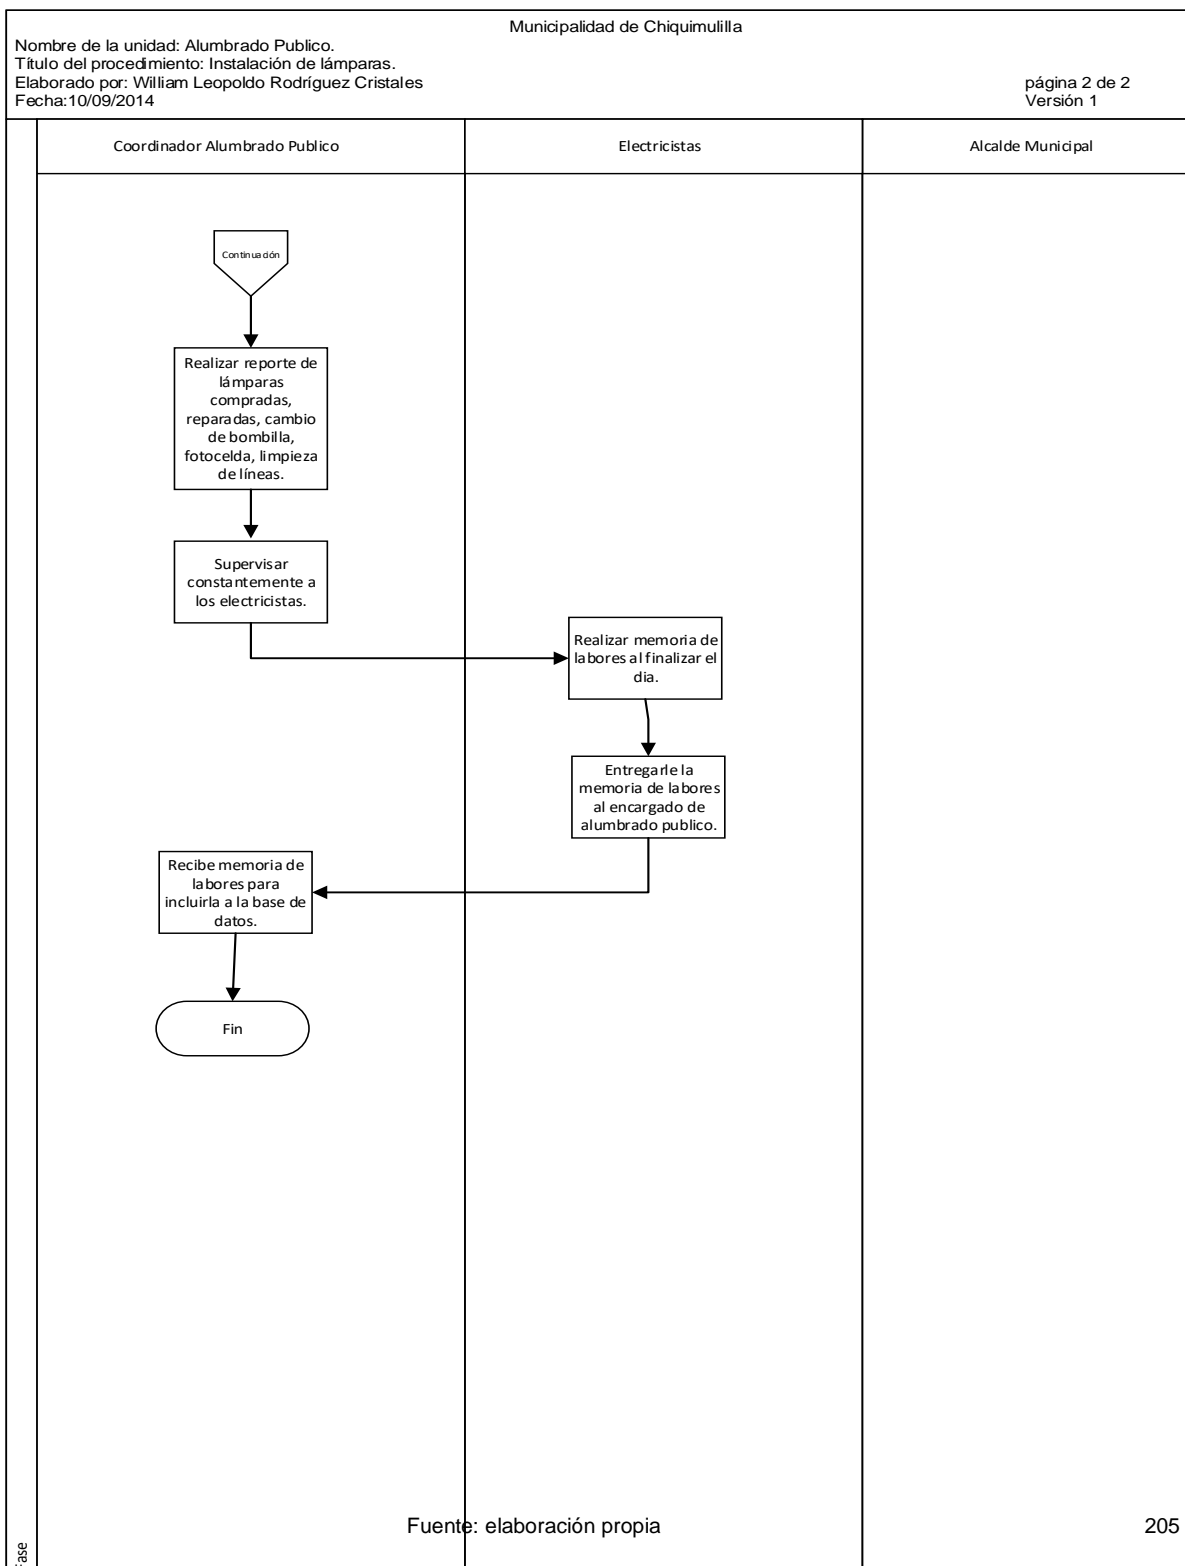 Municipalidad de Chiquimulilla
Nombre de la unidad: Alumbrado Publico.
Título del procedimiento: Instalación de lámparas.
Elaborado por: William Leopoldo Rodríguez Cristales
Fecha:10/09/2014
página 2 de 2
Versión 1
Coordinador Alumbrado Publico
Electricistas
Alcalde Municipal
Continuación
Realizar reporte de
lámparas
compradas,
reparadas, cambio
de bombilla,
fotocelda, limpieza
de líneas.
Supervisar
constantemente a
los electricistas.
Realizar memoria de
labores al finalizar el
dia.
Entregarle la
memoria de labores
al encargado de
alumbrado publico.
Recibe memoria de
labores para
incluirla a la base de
datos.
Fin
Fase
Fuente: elaboración propia
205